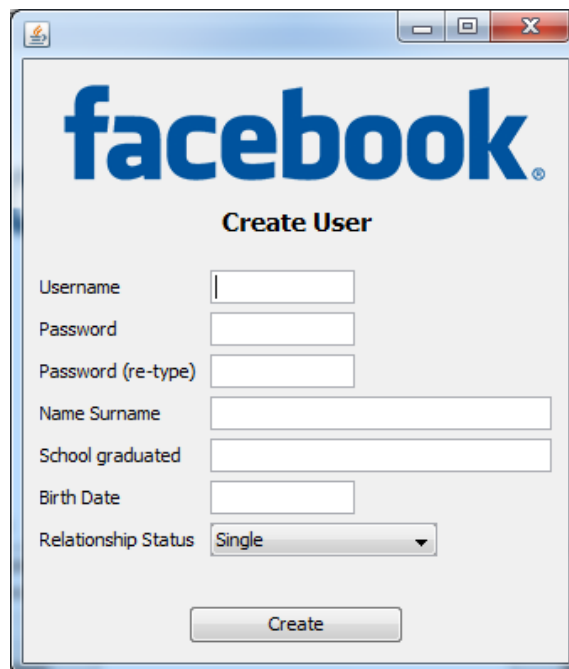 facebook®
Create User
Username
Password
Password (re-type)
Name Surname
School graduated
Birth Date
Relationship Status Single
Create